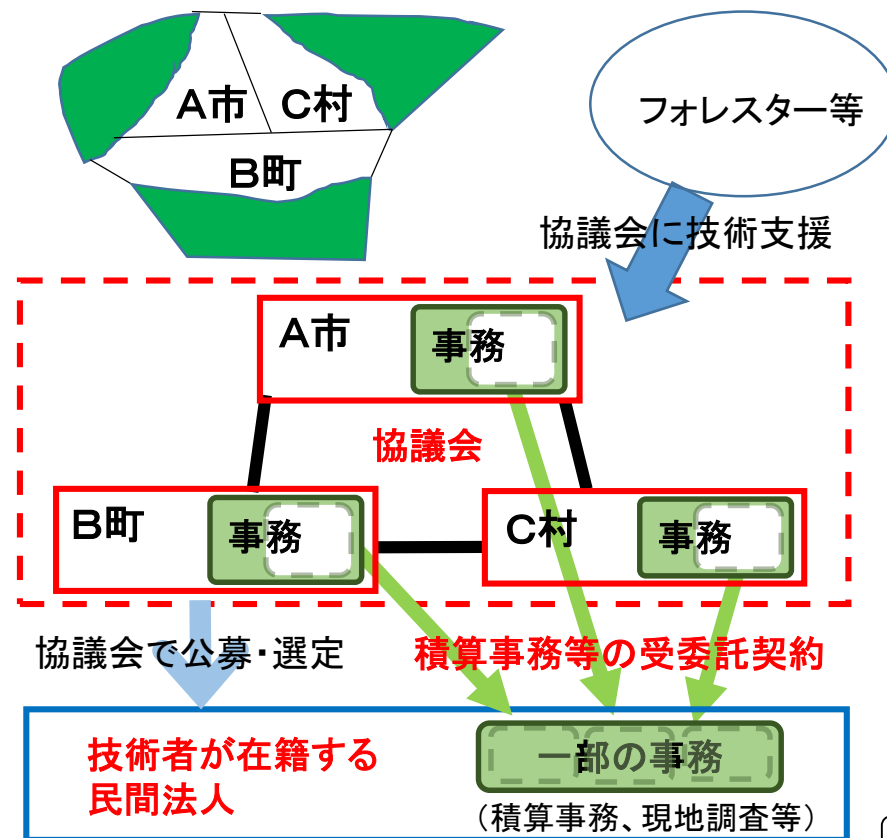 A市
C村
B町
フォレスター等
協議会に技術支援
A市
事務
協議会
B町
事務
C村
事務
協議会で公募・選定
積算事務等の受委託契約
技術者が在籍する
民間法人
一部の事務
（積算事務、現地調査等）